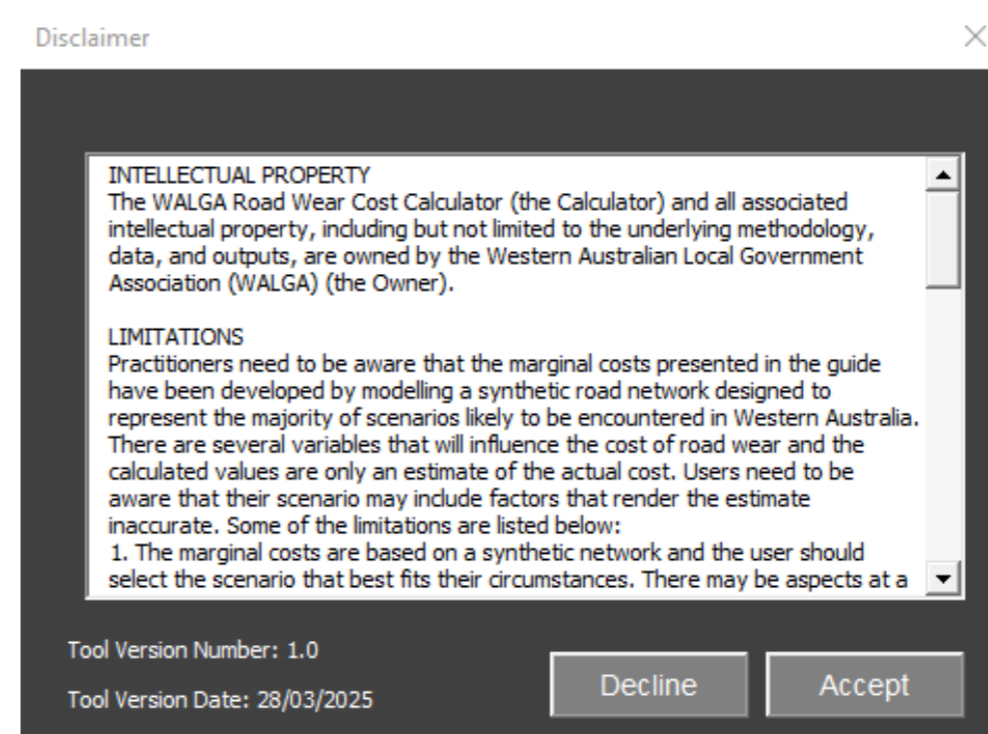 Disclaimer
INTELLECTUAL PROPERTY
The WALGA Road Wear Cost Calculator (the Calculator) and all associated
intellectual property, including but not limited to the underlying methodology,
data, and outputs, are owned by the Western Australian Local Government
Association (WALGA) (the Owner).
LIMITATIONS
Practitioners need to be aware that the marginal costs presented in the guide
have been developed by modelling a synthetic road network designed to
represent the majority of scenarios likely to be encountered in Western Australia.
There are several variables that will influence the cost of road wear and the
calculated values are only an estimate of the actual cost. Users need to be
aware that their scenario may include factors that render the estimate
inaccurate. Some of the limitations are listed below:
1. The marginal costs are based on a synthetic network and the user should
select the scenario that best fits their circumstances. There may be aspects at a
Tool Version Number: 1.0
Tool Version Date: 28/03/2025
Decline
Accept